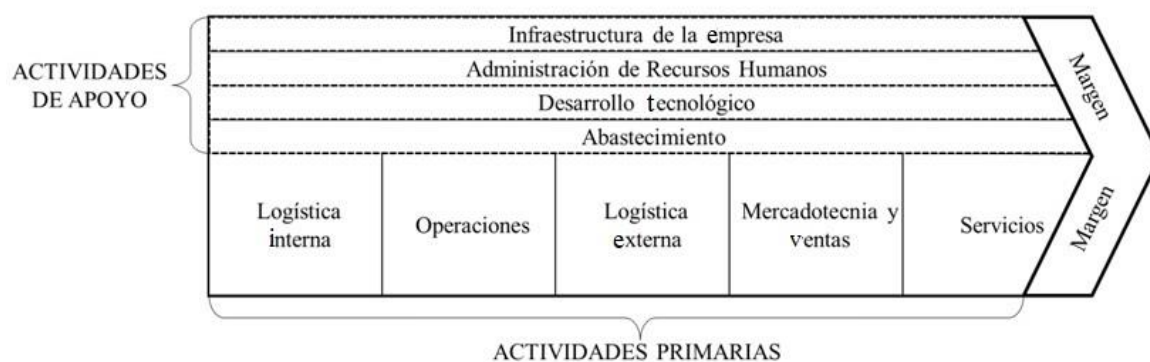 Infraestructura de la empresa
ACTIVIDADES
DE APOYO
Administración de Recursos Humanos
Desarrollo tecnológico
Abastecimiento
Margen
Logística
interna
Operaciones
Logística
externa
Mercadotecnia y
ventas
Servicios
Margen
ACTIVIDADES PRIMARIAS